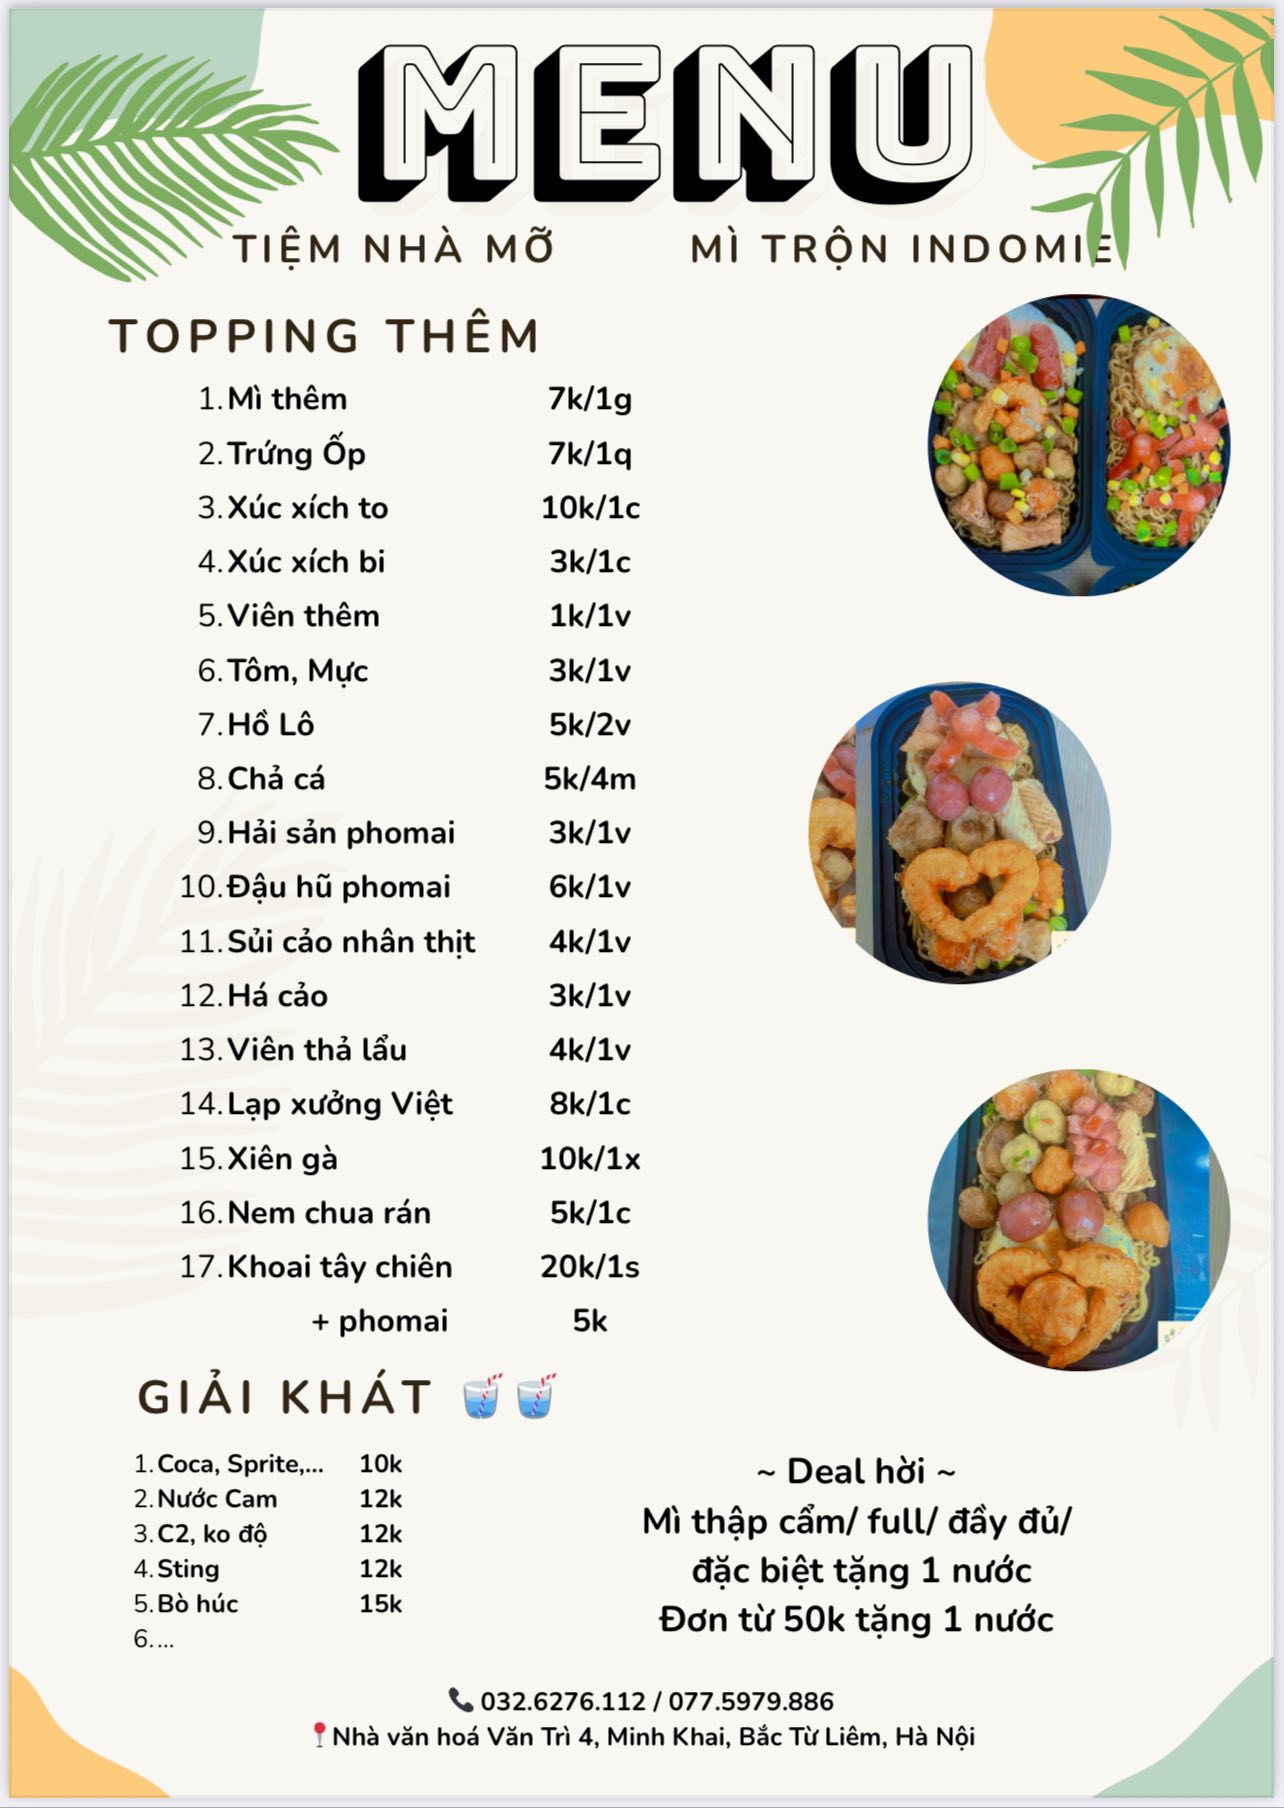 MENU
TIỆM NHÀ MỠ MÌ TRỘN INDOMIE
TOPPING THÊM
1. Mì thêm 7k/1g
2. Trứng Ốp 7k/1q
3. Xúc xích to 10k/1c
4. Xúc xích bi 3k/1c
5. Viên thêm 1k/1v
6. Tôm, Mực 3k/1v
7. Hồ Lô 5k/2v
8. Chả cá 5k/4m
9. Hải sản phomai 3k/1v
10. Đậu hũ phomai 6k/1v
11. Sủi cảo nhân thịt 4k/1v
12. Há cảo 3k/1v
13. Viên thả lẩu 4k/1v
14. Lạp xưởng Việt 8k/1c
15. Xiên gà 10k/1x
16. Nem chua rán 5k/1c
17. Khoai tây chiên 20k/1s
+ phomai 5k
GIẢI KHÁT
1. Coca, Sprite,... 10k
2. Nước Cam 12k
3. C2, ko độ 12k
4. Sting 12k
5. Bò húc 15k
6. ...
~ Deal hời ~
Mì thập cẩm/ full/ đầy đủ/
đặc biệt tặng 1 nước
Đơn từ 50k tặng 1 nước
032.6276.112 / 077.5979.886
Nhà văn hoá Văn Trì 4, Minh Khai, Bắc Từ Liêm, Hà Nội